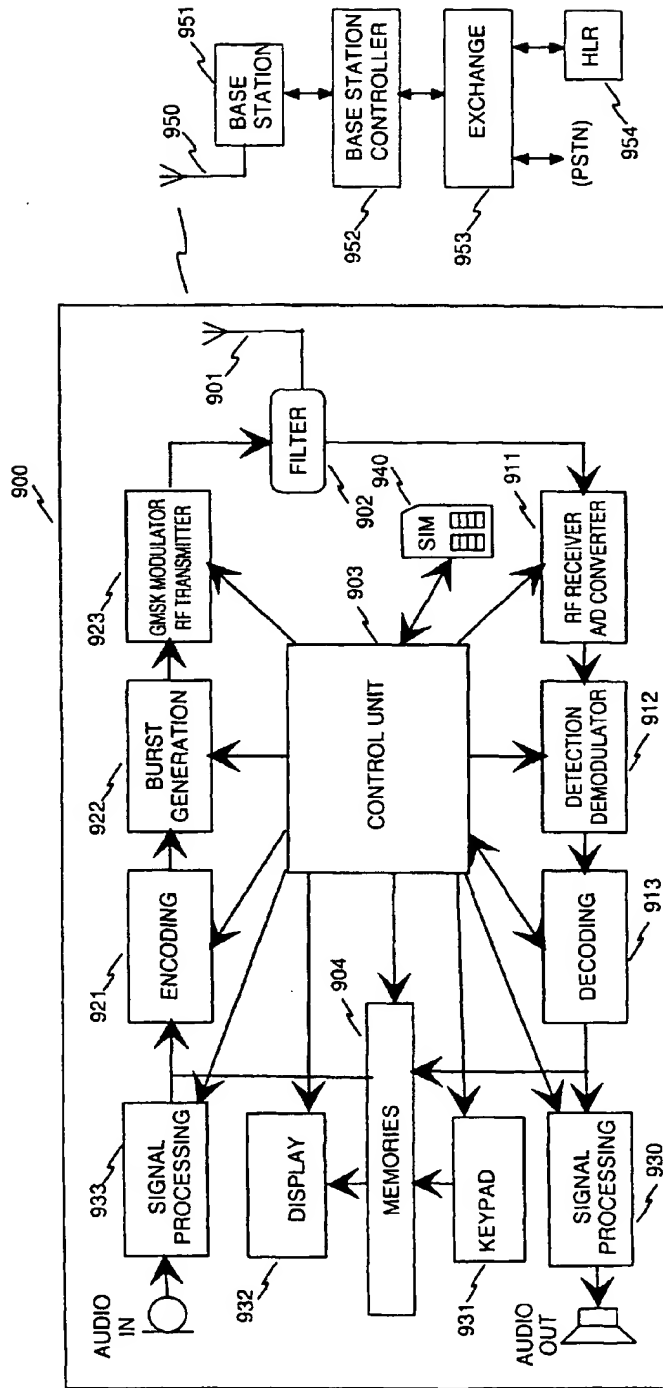 900
AUDIO
IN
933
SIGNAL
PROCESSING
921
ENCODING
922
BURST
GENERATION
923
GMSK MODULATOR
RF TRANSMITTER
901
FILTER
902
932
DISPLAY
904
MEMORIES
931
KEYPAD
903
CONTROL UNIT
940
SIM
911
RF RECEIVER
A/D CONVERTER
912
DETECTION
DEMODULATOR
913
DECODING
930
SIGNAL
PROCESSING
AUDIO
OUT
950
951
BASE
STATION
952
BASE STATION
CONTROLLER
953
EXCHANGE
(PSTN)
HLR
954